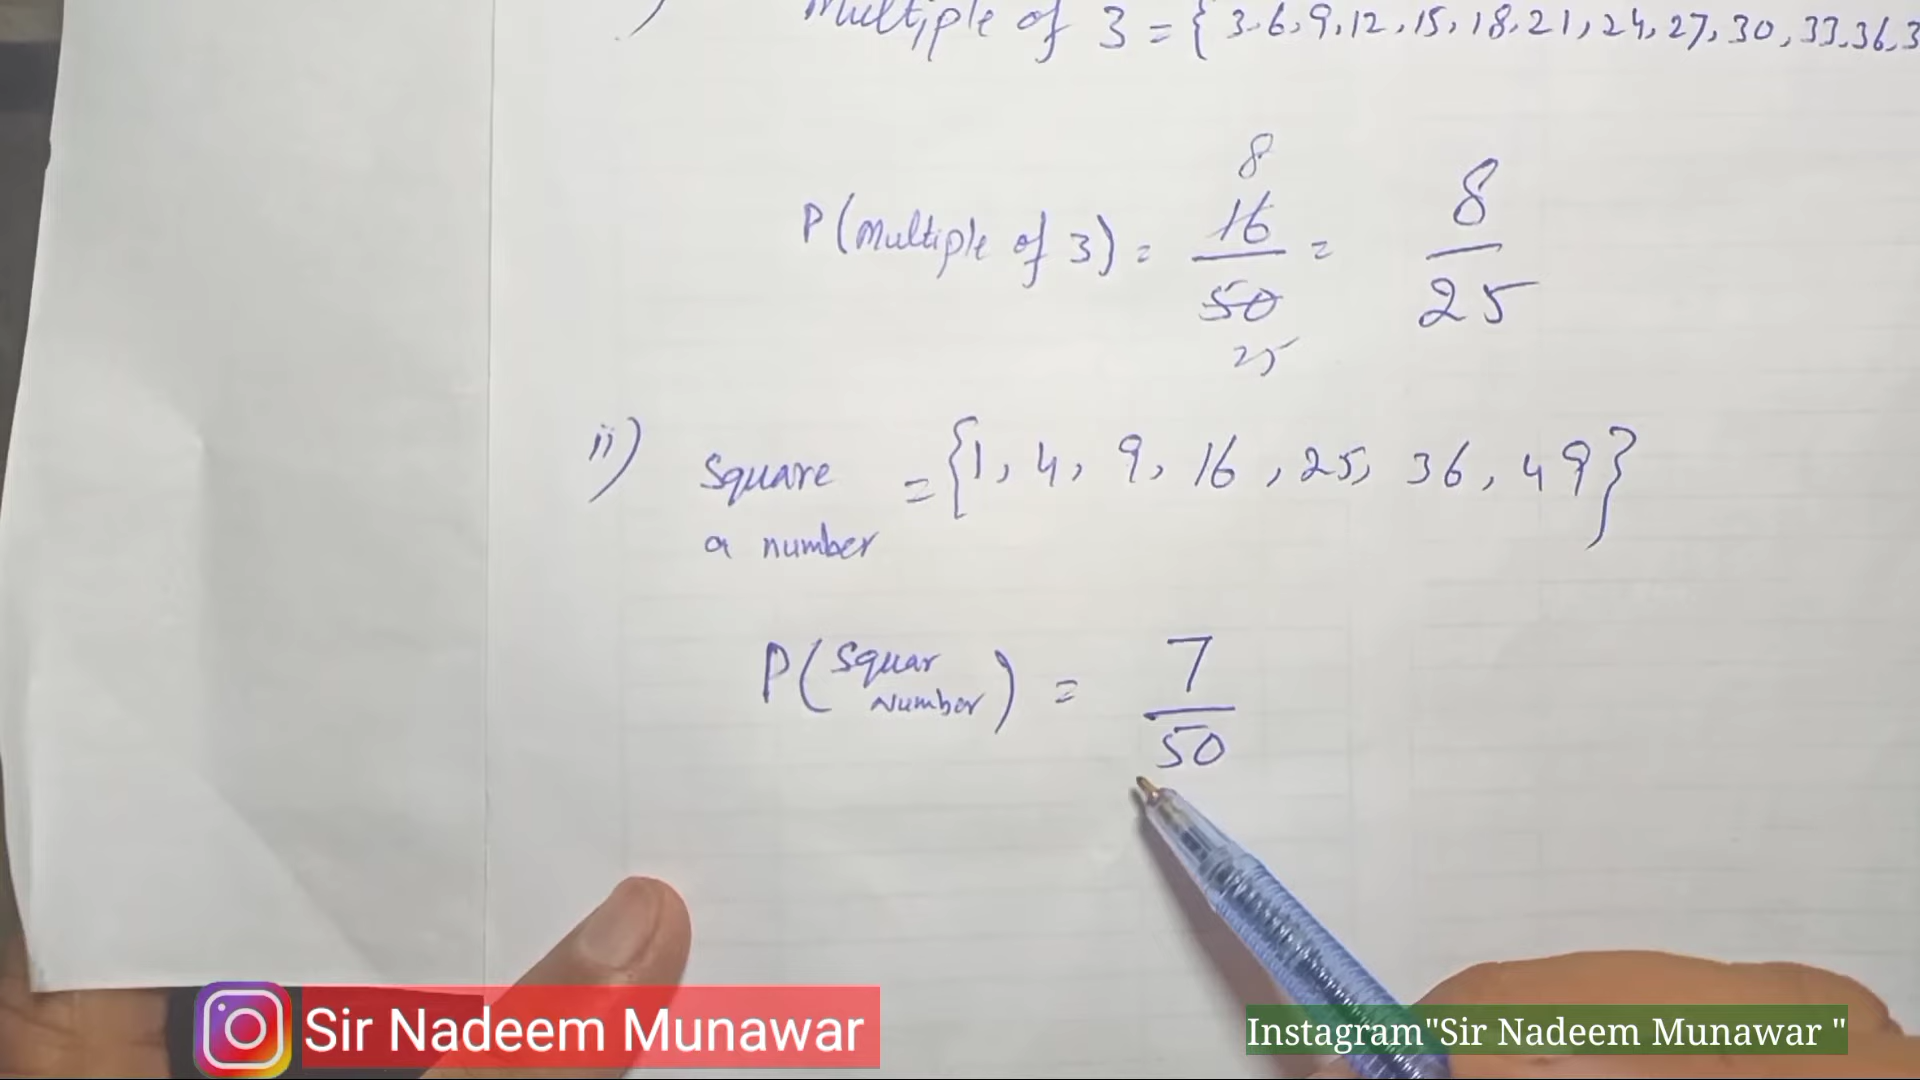 Multiple of 3 = { 3, 6, 9, 12, 15, 18, 21, 24, 27, 30, 33, 36, 3
8
P (Multiple of 3) = 16/50 = 8/25
25
ii) Square = {1, 4, 9, 16, 25, 36, 49}
a number
P ( Squar Number ) = 7/50
Sir Nadeem Munawar
Instagram"Sir Nadeem Munawar "